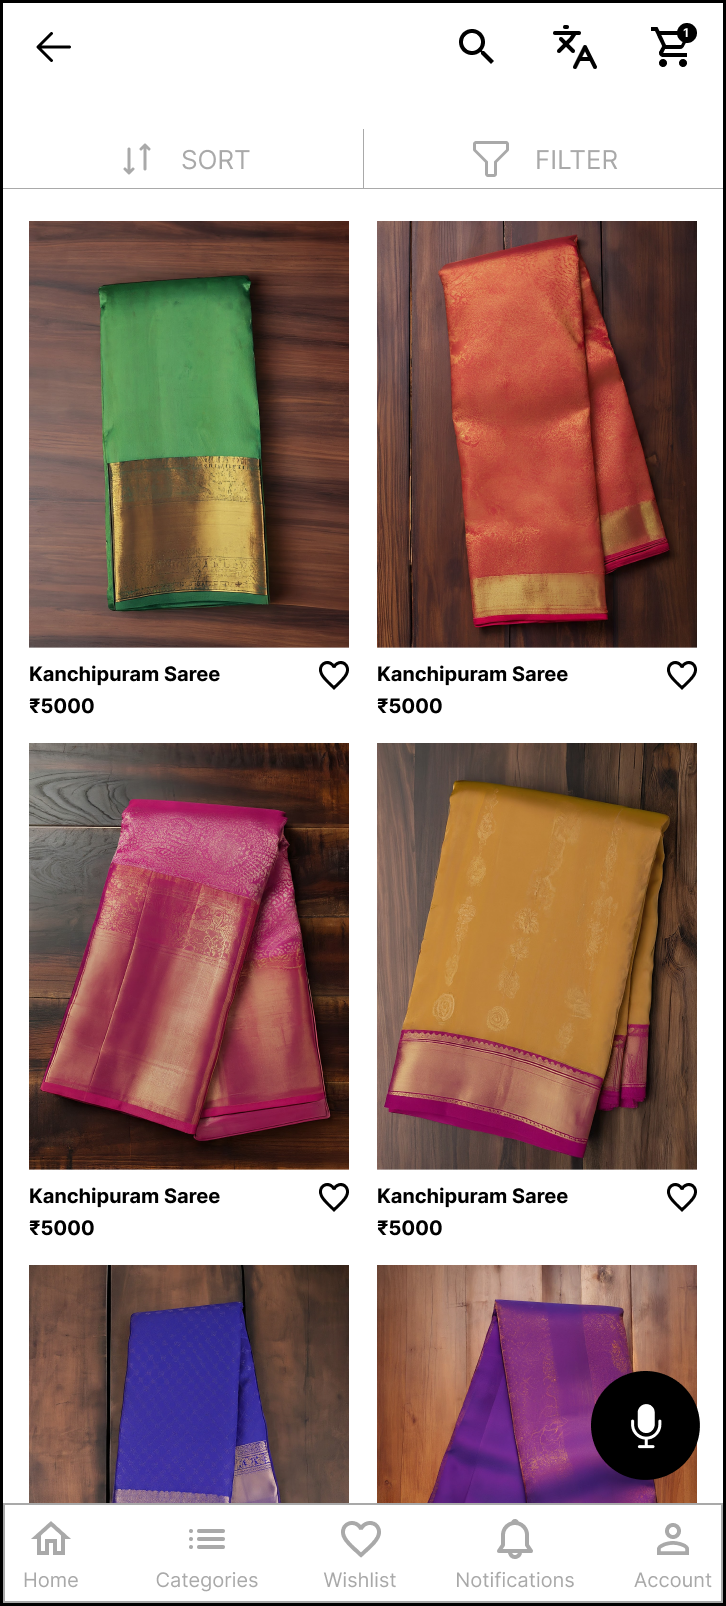 1
SORT
FILTER
Kanchipuram Saree
₹5000
Kanchipuram Saree
₹5000
Kanchipuram Saree
₹5000
Kanchipuram Saree
₹5000
Home
Categories
Wishlist
Notifications
Account